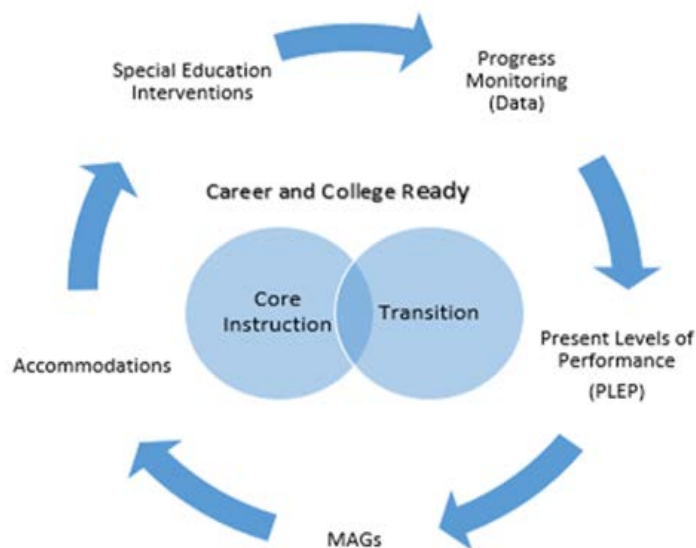 Special Education
Interventions
Progress
Monitoring
(Data)
Career and College Ready
Core
Instruction
Transition
Accommodations
Present Levels of
Performance
(PLEP)
MAGs